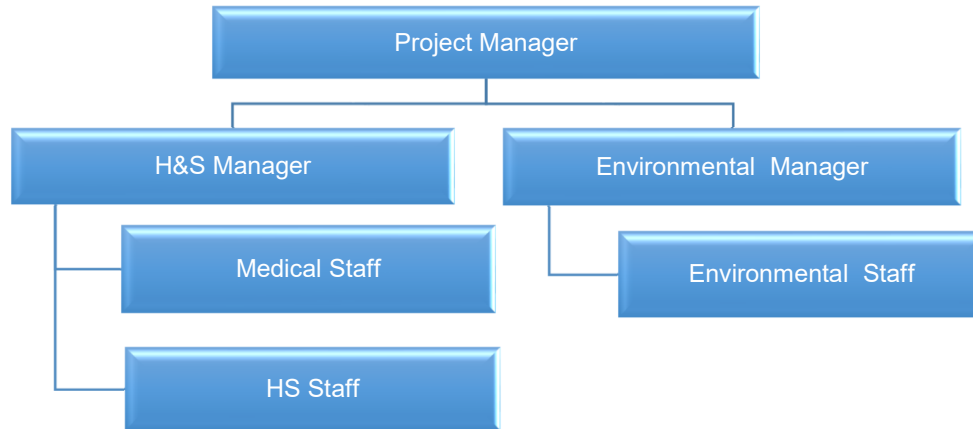 Project Manager
H&S Manager
Environmental  Manager
Medical Staff
Environmental  Staff
HS Staff